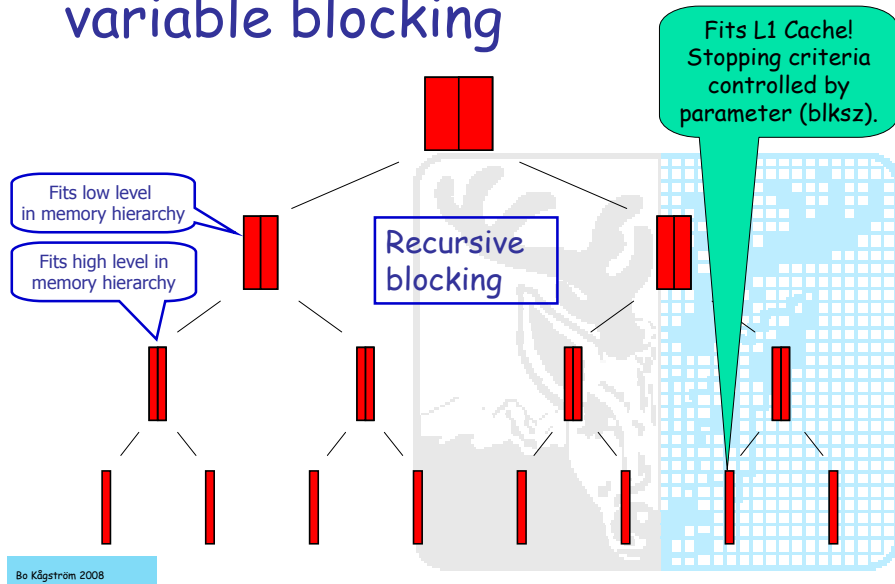 variable blocking
Fits L1 Cache!
Stopping criteria
controlled by
parameter (blksz).
Fits low level
in memory hierarchy
Fits high level in
memory hierarchy
Recursive
blocking
Bo Kågström 2008